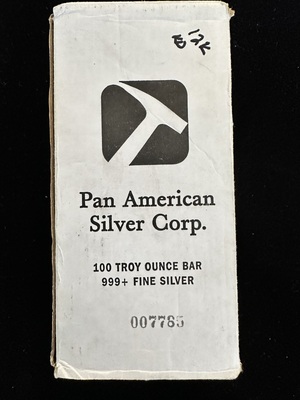 Pan American
Silver Corp.
100 TROY OUNCE BAR
999+ FINE SILVER
007785